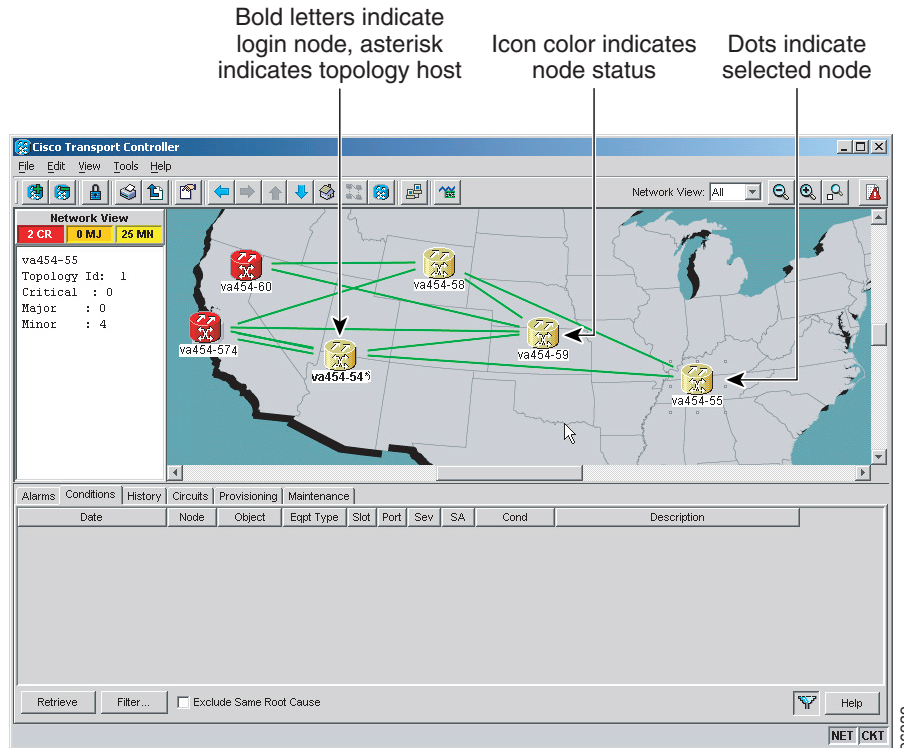 Bold letters indicate
login node, asterisk
indicates topology host
Icon color indicates
node status
Dots indicate
selected node
Cisco Transport Controller
File Edit View Tools Help
Network View: All
Network View
2 CR 0 MJ 25 MN
va454-55
Topology Id: 1
Critical : 0
Major : 0
Minor : 4
va454-60
va454-58
va454-574
va454-59
va454-54*)
va454-55
Alarms Conditions History Circuits Provisioning Maintenance
Date Node Object Eqpt Type Slot Port Sev SA Cond Description
Retrieve Filter... Exclude Same Root Cause Help
NET CKT